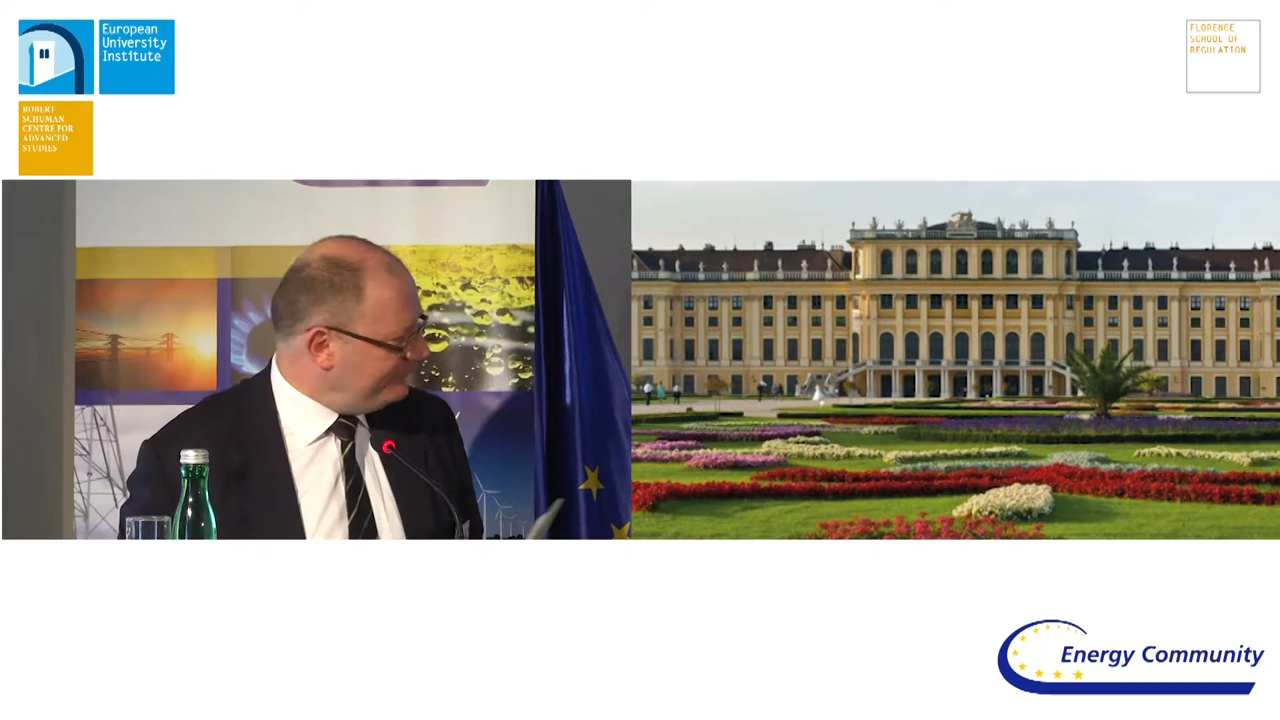 European
University
Institute
FLORENCE
SCHOOL OF
REGULATION
ROBERT
SCHUMAN
CENTRE FOR
ADVANCED
STUDIES
Energy Community